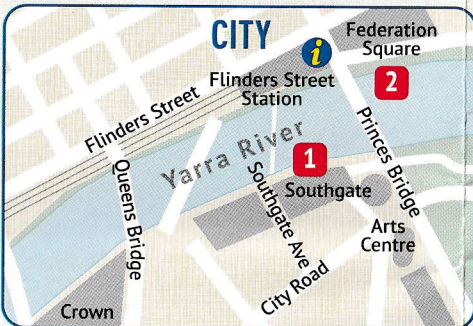 CITY
Federation
Square
i
Flinders Street
Station
2
Flinders Street
Princes Bridge
Yarra River
1
Queens Bridge
Southgate Ave
Southgate
Arts
Centre
City Road
Crown